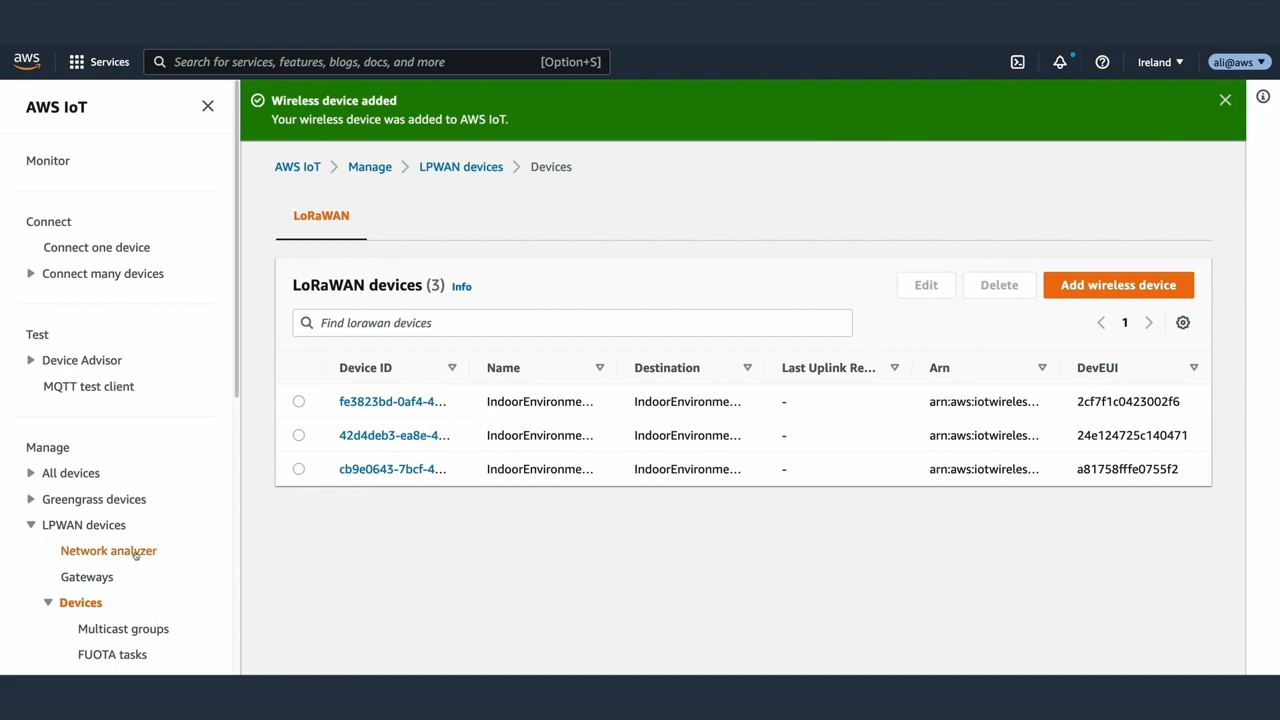 aws
Services
Search for services, features, blogs, docs, and more
[Option+S]
Ireland
ali@aws
AWS IoT
Monitor
Connect
Connect one device
Connect many devices
Test
Device Advisor
MQTT test client
Manage
All devices
Greengrass devices
LPWAN devices
Network analyzer
Gateways
Devices
Multicast groups
FUOTA tasks
Wireless device added
Your wireless device was added to AWS IoT.
AWS IoT > Manage > LPWAN devices > Devices
LoRaWAN
LoRaWAN devices (3) Info
Edit
Delete
Add wireless device
Find lorawan devices
1
Device ID Name Destination Last Uplink Re... Arn DevEUI
fe3823bd-0af4-4... IndoorEnvironme... IndoorEnvironme... - arn:aws:iotwireles... 2cf7f1c0423002f6
42d4deb3-ea8e-4... IndoorEnvironme... IndoorEnvironme... - arn:aws:iotwireles... 24e124725c140471
cb9e0643-7bcf-4... IndoorEnvironme... IndoorEnvironme... - arn:aws:iotwireles... a81758fffe0755f2